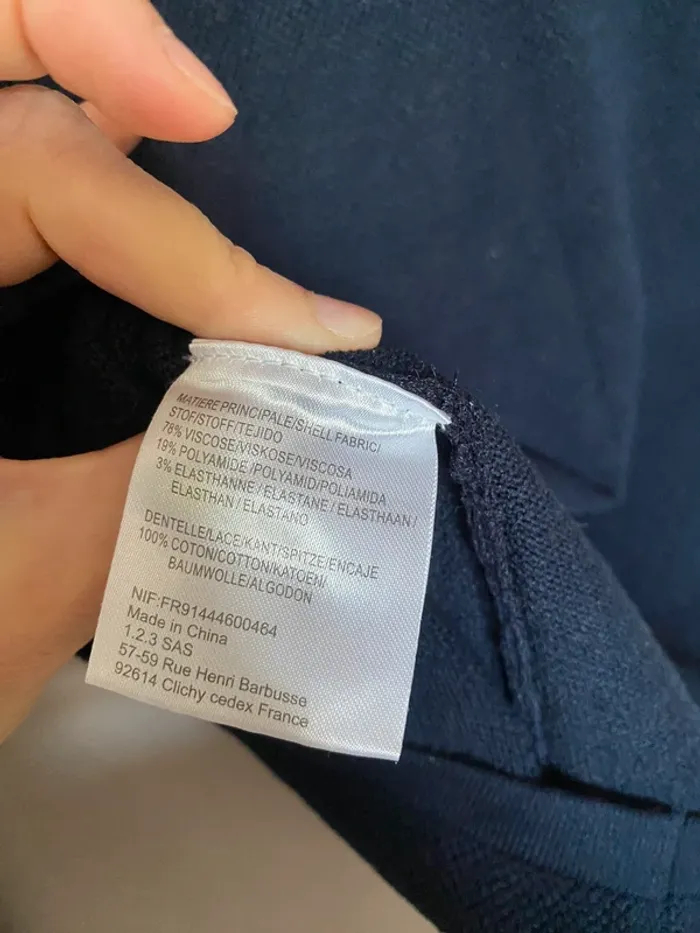 MATIERE PRINCIPALE/SHELL FABRIC/
STOF/STOFF/TEJIDO
78% VISCOSE/VISKOSE/VISCOSA
19% POLYAMIDE/POLYAMID/POLIAMIDA
3% ELASTHANNE/ELASTANE/ELASTHAAN/
ELASTHAN/ELASTANO
DENTELLE/LACE/KANT/SPITZE/ENCAJE
100% COTON/COTTON/KATOEN/
BAUMWOLLE/ALGODON
NIF:FR91444600464
Made in China
1.2.3 SAS
57-59 Rue Henri Barbusse
92614 Clichy cedex France